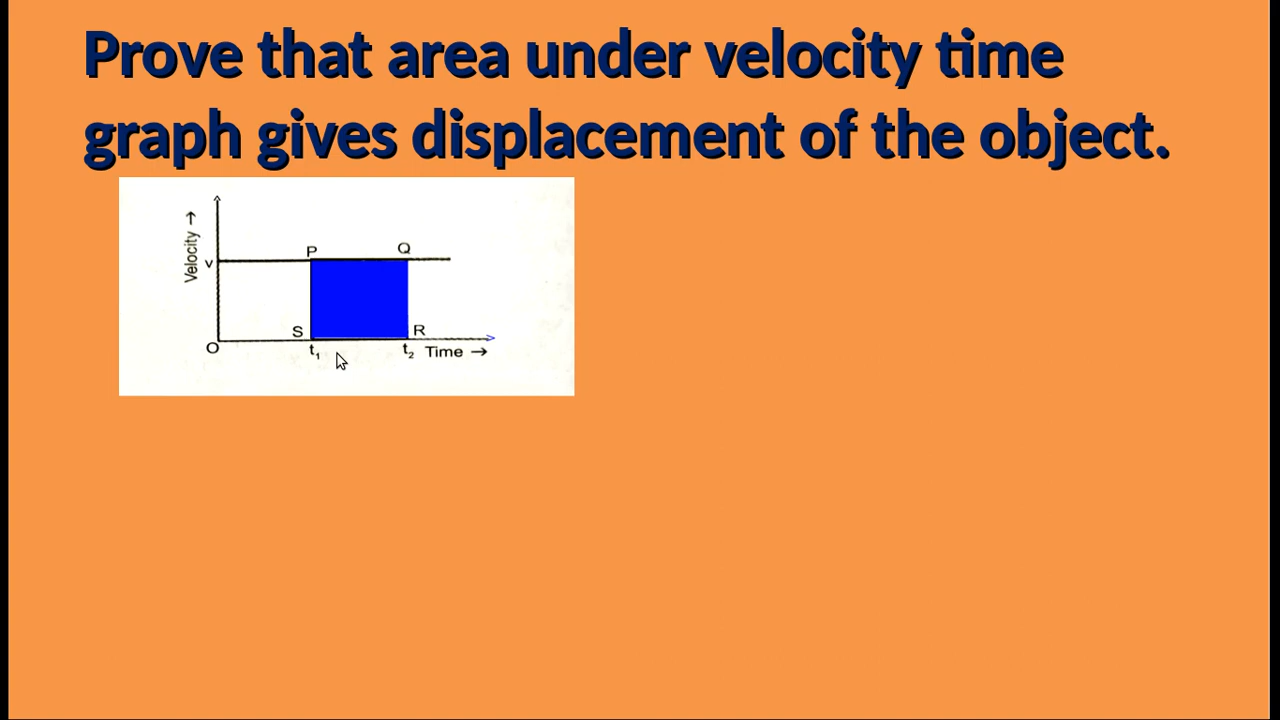 Prove that area under velocity time
graph gives displacement of the object.
Velocity →
P
Q
v
S
R
O
t₁
t₂
Time →